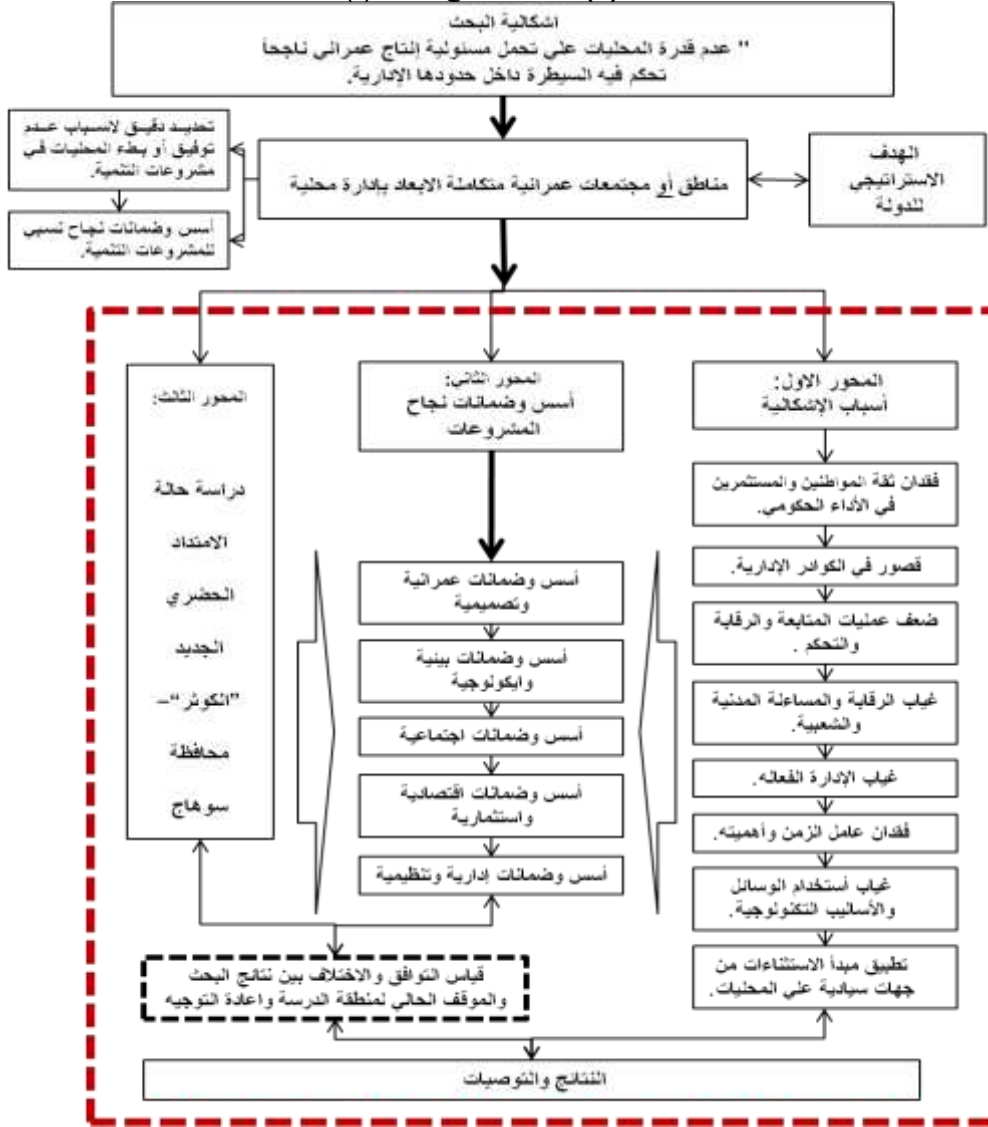 اشكالية البحث
" عدم قدرة المحليات على تحمل مسئولية إنتاج عمراني ناجحاً
تحكم فيه السيطرة داخل حدودها الإدارية.
تحديد دقيق لاسباب عدم
توفيق أو بطء المحليات في
مشروعات التنمية.
أسس وضمانات نجاح نسبي
للمشروعات التنمية.
مناطق أو مجتمعات عمرانية متكاملة الابعاد بإدارة محلية
الهدف
الاستراتيجي
للدولة
المحور الاول:
أسباب الإشكالية
فقدان ثقة المواطنين والمستثمرين
في الأداء الحكومي.
قصور في الكوادر الإدارية.
ضعف عمليات المتابعة والرقابة
والتحكم .
غياب الرقابة والمساءلة المدنية
والشعبية.
غياب الإدارة الفعاله.
فقدان عامل الزمن وأهميته.
غياب أستخدام الوسائل
والأساليب التكنولوجية.
تطبيق مبدأ الاستثناءات من
جهات سيادية علي المحليات.
المحور الثاني:
أسس وضمانات نجاح
المشروعات
أسس وضمانات عمرانية
وتصميمية
أسس وضمانات بيئية
وايكولوجية
أسس وضمانات اجتماعية
أسس وضمانات اقتصادية
واستثمارية
أسس وضمانات إدارية وتنظيمية
المحور الثالث:
دراسة حالة
الامتداد
الحضري
الجديد
"الكوثر"–
محافظة
سوهاج
قياس التوافق والاختلاف بين نتائج البحث
والموقف الحالي لمنطقة الدرسة واعادة التوجيه
النتائج والتوصيات